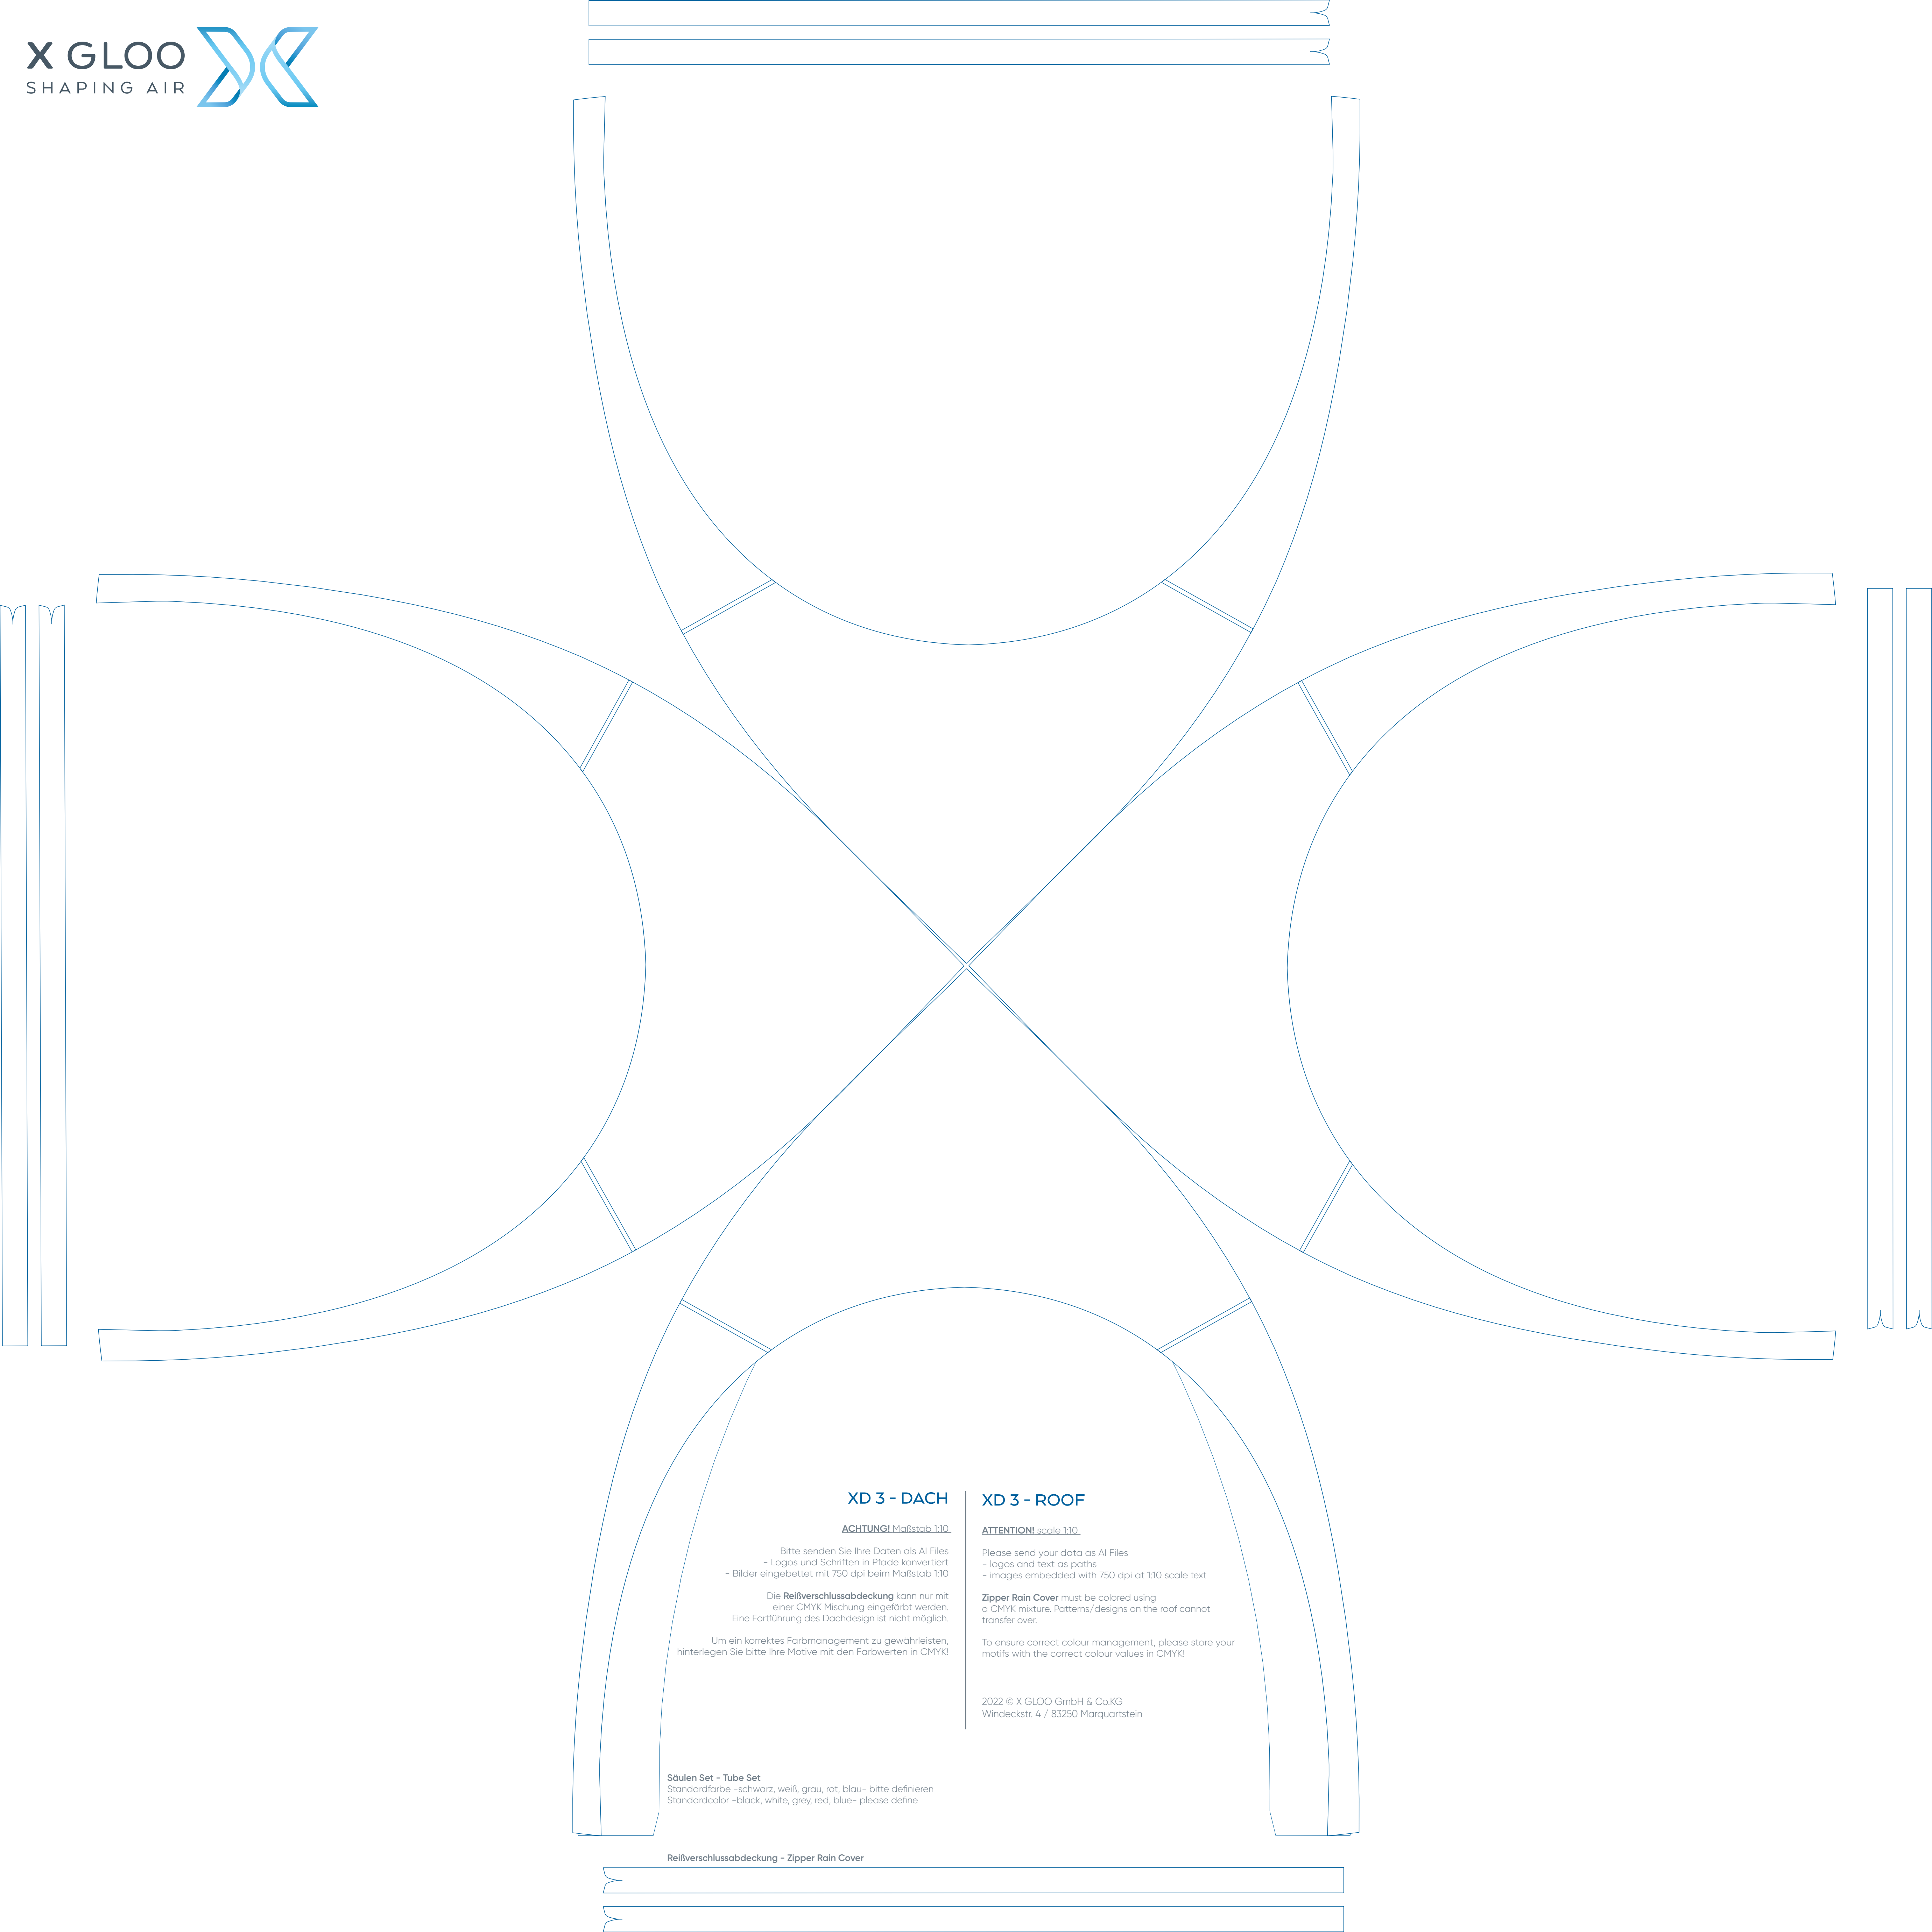 X GLOO
SHAPING AIR
XD 3 - DACH
ACHTUNG! Maßstab 1:10
Bitte senden Sie Ihre Daten als AI Files
- Logos und Schriften in Pfade konvertiert
- Bilder eingebettet mit 750 dpi beim Maßstab 1:10
Die Reißverschlussabdeckung kann nur mit
einer CMYK Mischung eingefärbt werden.
Eine Fortführung des Dachdesign ist nicht möglich.
Um ein korrektes Farbmanagement zu gewährleisten,
hinterlegen Sie bitte Ihre Motive mit den Farbwerten in CMYK!
XD 3 - ROOF
ATTENTION! scale 1:10
Please send your data as AI Files
- logos and text as paths
- images embedded with 750 dpi at 1:10 scale text
Zipper Rain Cover must be colored using
a CMYK mixture. Patterns/designs on the roof cannot
transfer over.
To ensure correct colour management, please store your
motifs with the correct colour values in CMYK!
2022 © X GLOO GmbH & Co.KG
Windeckstr. 4 / 83250 Marquartstein
Säulen Set - Tube Set
Standardfarbe -schwarz, weiß, grau, rot, blau- bitte definieren
Standardcolor -black, white, grey, red, blue- please define
Reißverschlussabdeckung - Zipper Rain Cover